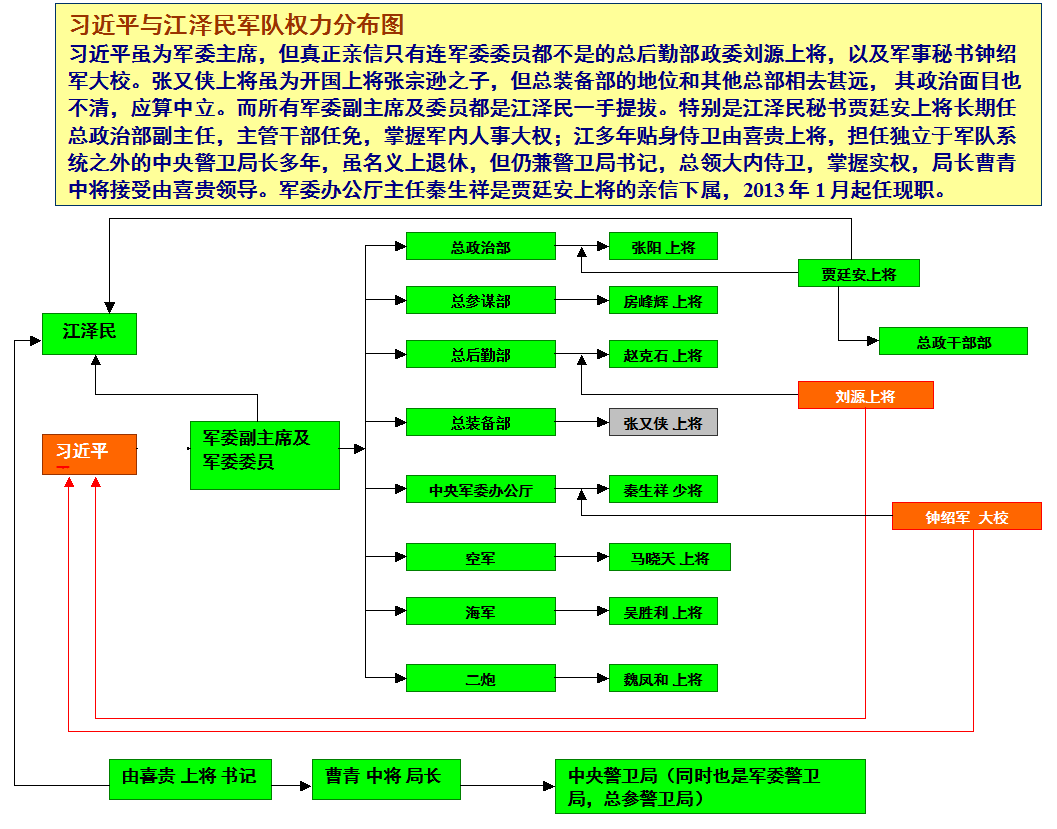 习近平与江泽民军队权力分布图
习近平虽为军委主席，但真正亲信只有连军委委员都不是的总后勤部政委刘源上将，以及军事秘书钟绍
军大校。张又侠上将虽为开国上将张宗逊之子，但总装备部的地位和其他总部相去甚远， 其政治面目也
不清，应算中立。而所有军委副主席及委员都是江泽民一手提拔。特别是江泽民秘书贾廷安上将长期任
总政治部副主任，主管干部任免，掌握军内人事大权；江多年贴身侍卫由喜贵上将，担任独立于军队系
统之外的中央警卫局长多年，虽名义上退休，但仍兼警卫局书记，总领大内侍卫，掌握实权，局长曹青
中将接受由喜贵领导。军委办公厅主任秦生祥是贾廷安上将的亲信下属，2013 年 1 月起任现职。
总政治部
张阳 上将
贾廷安上将
总参谋部
房峰辉 上将
江泽民
总政干部部
总后勤部
赵克石 上将
刘源上将
总装备部
张又侠 上将
习近平
军委副主席及
军委委员
中央军委办公厅
秦生祥 少将
钟绍军 大校
空军
马晓天 上将
海军
吴胜利 上将
二炮
魏凤和 上将
由喜贵 上将 书记
曹青 中将 局长
中央警卫局（同时也是军委警卫
局，总参警卫局）